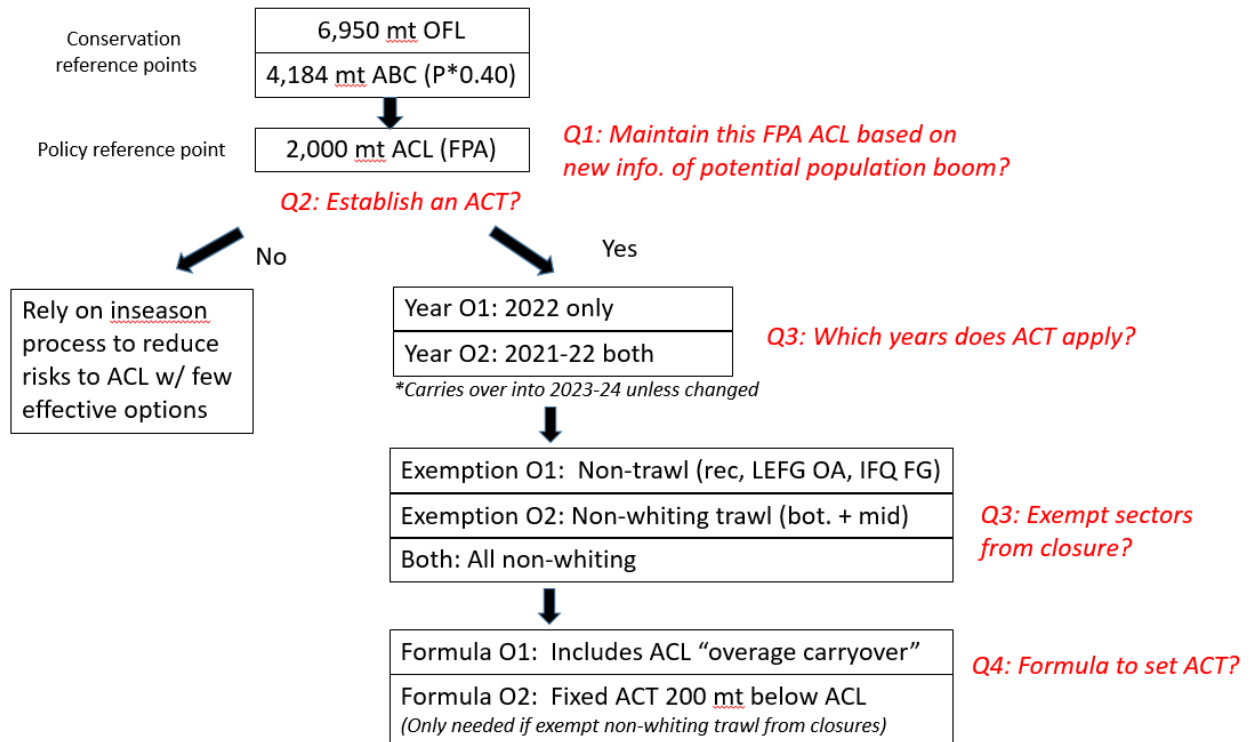 Conservation
reference points
6,950 mt OFL
4,184 mt ABC (P*0.40)
Policy reference point
2,000 mt ACL (FPA)
Q1: Maintain this FPA ACL based on
new info. of potential population boom?
Q2: Establish an ACT?
No
Yes
Rely on inseason
process to reduce
risks to ACL w/ few
effective options
Year O1: 2022 only
Year O2: 2021-22 both
*Carries over into 2023-24 unless changed
Q3: Which years does ACT apply?
Exemption O1:  Non-trawl (rec, LEFG OA, IFQ FG)
Exemption O2: Non-whiting trawl (bot. + mid)
Both: All non-whiting
Q3: Exempt sectors
from closure?
Formula O1:  Includes ACL “overage carryover”
Formula O2:  Fixed ACT 200 mt below ACL
(Only needed if exempt non-whiting trawl from closures)
Q4: Formula to set ACT?